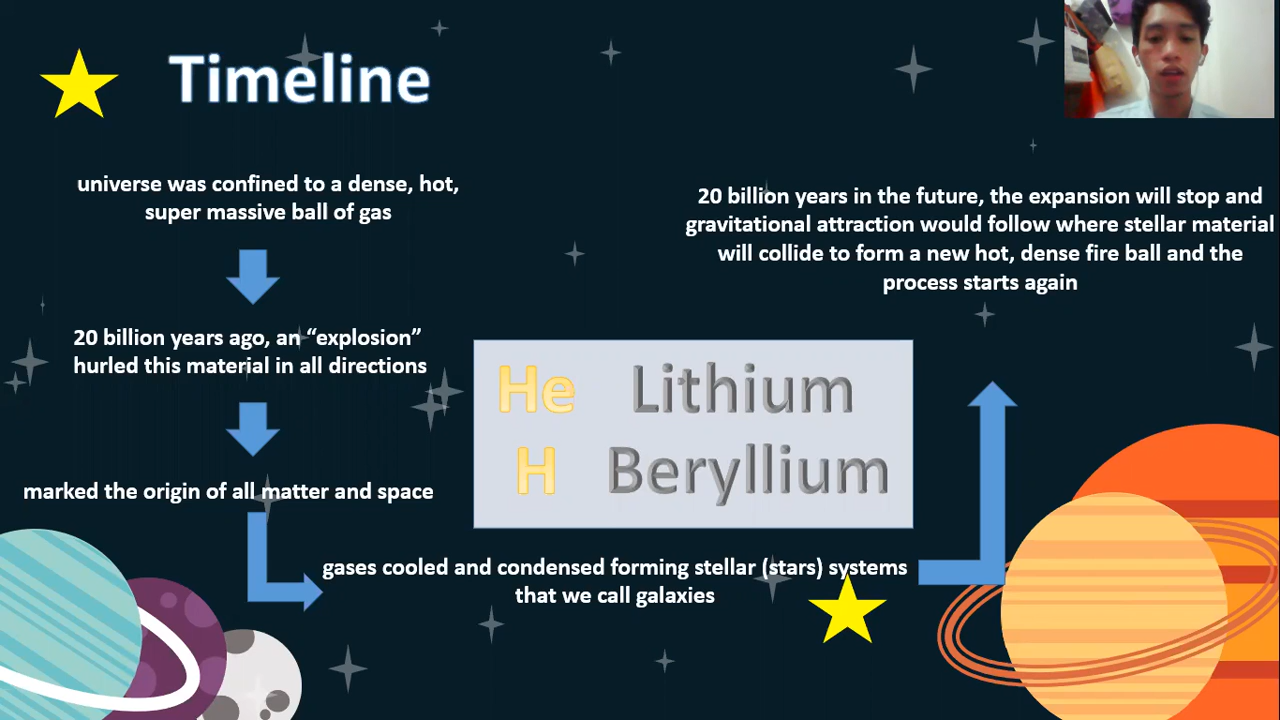 Timeline
universe was confined to a dense, hot,
super massive ball of gas
20 billion years ago, an “explosion”
hurled this material in all directions
marked the origin of all matter and space
gases cooled and condensed forming stellar (stars) systems
that we call galaxies
He Lithium
H Beryllium
20 billion years in the future, the expansion will stop and
gravitational attraction would follow where stellar material
will collide to form a new hot, dense fire ball and the
process starts again